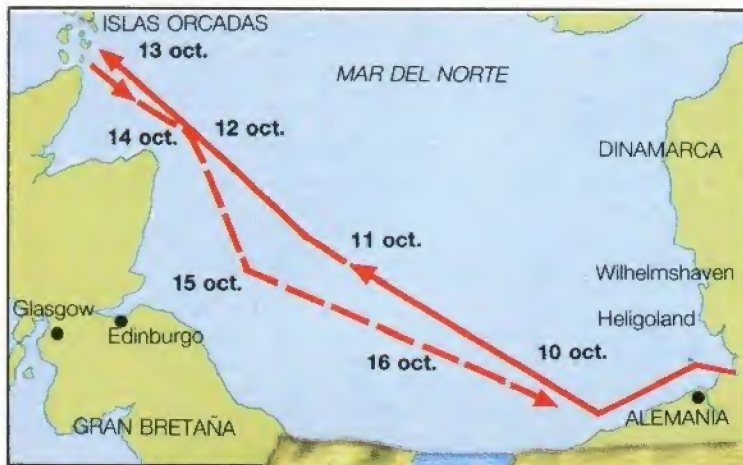 ISLAS ORCADAS
13 oct.
MAR DEL NORTE
14 oct.
12 oct.
DINAMARCA
11 oct.
15 oct.
Wilhelmshaven
Glasgow
Heligoland
Edinburgo
16 oct.
10 oct.
GRAN BRETAÑA
ALEMANIA